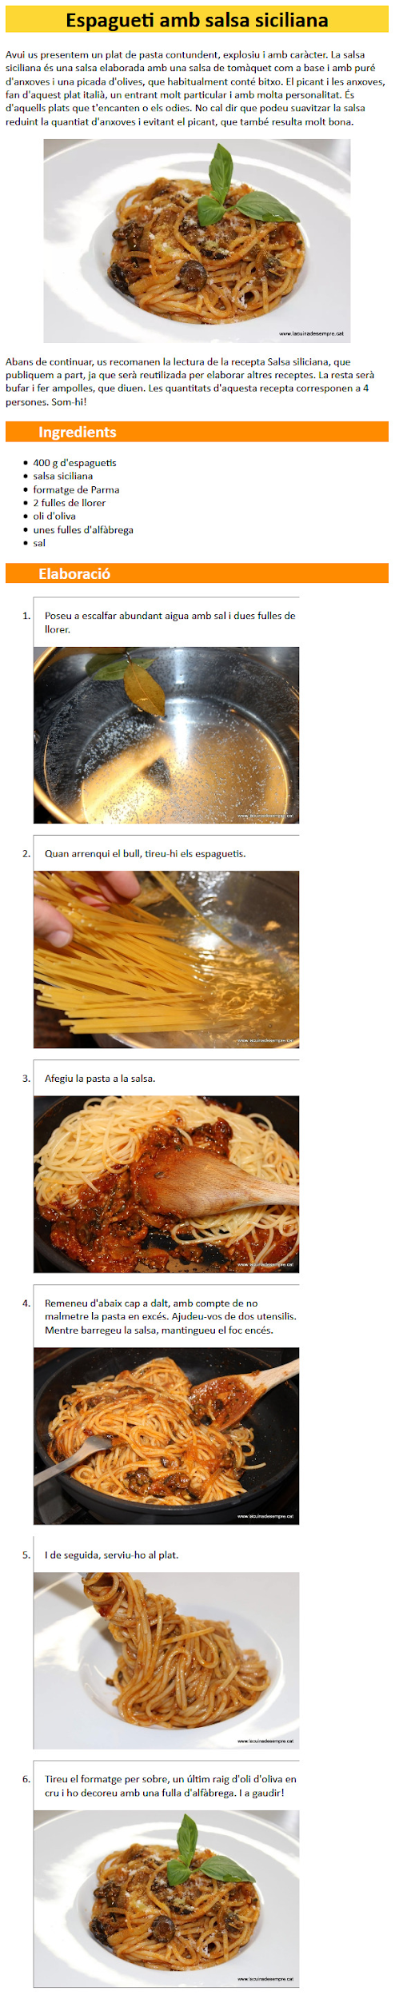 Espagueti amb salsa siciliana
Avui us presentem un plat de pasta contundent, explosiu i amb caràcter. La salsa
siciliana és una salsa elaborada amb una salsa de tomàquet com a base i amb puré
d'anxoves i una picada d'olives, que habitualment conté bitxo. El picant i les anxoves,
fan d'aquest plat italià, un entrant molt particular i amb molta personalitat. És
d'aquells plats que t'encanten o els odies. No cal dir que podeu suavitzar la salsa
reduint la quantiat d'anxoves i evitant el picant, que també resulta molt bona.
www.lacuinadesempre.cat
Abans de continuar, us recomanen la lectura de la recepta Salsa siliciana, que
publiquem a part, ja que serà reutilizada per elaborar altres receptes. La resta serà
bufar i fer ampolles, que diuen. Les quantitats d'aquesta recepta corresponen a 4
persones. Som-hi!
Ingredients
400 g d'espaguetis
salsa siciliana
formatge de Parma
2 fulles de llorer
oli d'oliva
unes fulles d'alfàbrega
sal
Elaboració
1. Poseu a escalfar abundant aigua amb sal i dues fulles de
llorer.
www.lacuinadesempre.cat
2. Quan arrenqui el bull, tireu-hi els espaguetis.
www.lacuinadesempre.cat
3. Afegiu la pasta a la salsa.
www.lacuinadesempre.cat
4. Remeneu d'abaix cap a dalt, amb compte de no
malmetre la pasta en excés. Ajudeu-vos de dos utensilis.
Mentre barregeu la salsa, mantingueu el foc encés.
www.lacuinadesempre.cat
5. I de seguida, serviu-ho al plat.
www.lacuinadesempre.cat
6. Tireu el formatge per sobre, un últim raig d'oli d'oliva en
cru i ho decoreu amb una fulla d'alfàbrega. I a gaudir!
www.lacuinadesempre.cat